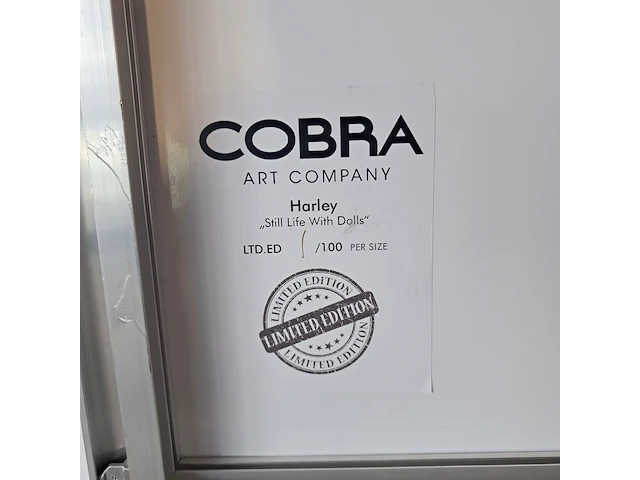 COBRA
ART COMPANY
Harley
„Still Life With Dolls“
LTD.ED 1/100 PER SIZE
LIMITED EDITION
LIMITED EDITION
LIMITED EDITION